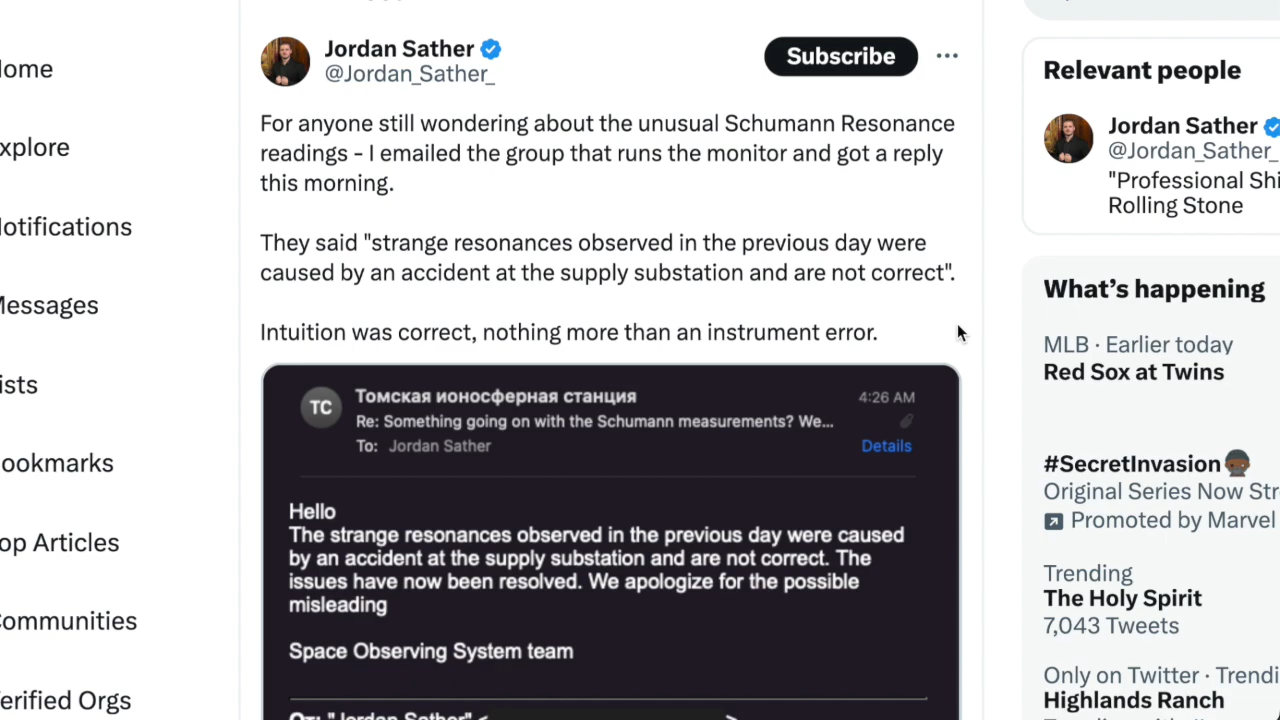 Jordan Sather
@Jordan_Sather_
Subscribe
For anyone still wondering about the unusual Schumann Resonance
readings - I emailed the group that runs the monitor and got a reply
this morning.
They said "strange resonances observed in the previous day were
caused by an accident at the supply substation and are not correct".
Intuition was correct, nothing more than an instrument error.
TC
Томская ионосферная станция
4:26 AM
Re: Something going on with the Schumann measurements? We...
To: Jordan Sather
Details
Hello
The strange resonances observed in the previous day were caused
by an accident at the supply substation and are not correct. The
issues have now been resolved. We apologize for the possible
misleading
Space Observing System team
От: "Jordan Sather" <
>
ome
xplore
otifications
Messages
ists
ookmarks
op Articles
ommunities
erified Orgs
Relevant people
Jordan Sather
@Jordan_Sather_
"Professional Shi
Rolling Stone
What's happening
MLB · Earlier today
Red Sox at Twins
#SecretInvasion
Original Series Now Str
Promoted by Marvel
Trending
The Holy Spirit
7,043 Tweets
Only on Twitter · Trendi
Highlands Ranch